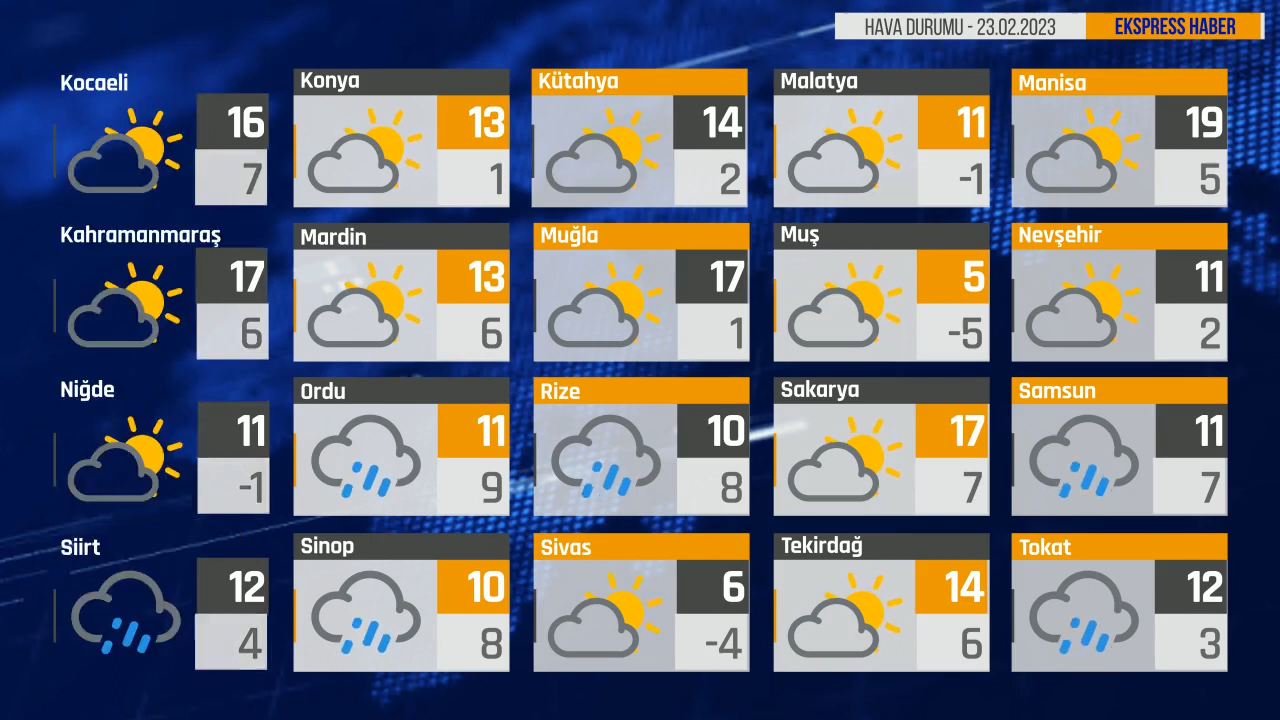 HAVA DURUMU - 23.02.2023 EKSPRESS HABER
Kocaeli
16
7
Konya
13
1
Kütahya
14
2
Malatya
11
-1
Manisa
19
5
Kahramanmaraş
17
6
Mardin
13
6
Muğla
17
1
Muş
5
-5
Nevşehir
11
2
Niğde
11
-1
Ordu
11
9
Rize
10
8
Sakarya
17
7
Samsun
11
7
Siirt
12
4
Sinop
10
8
Sivas
6
-4
Tekirdağ
14
6
Tokat
12
3